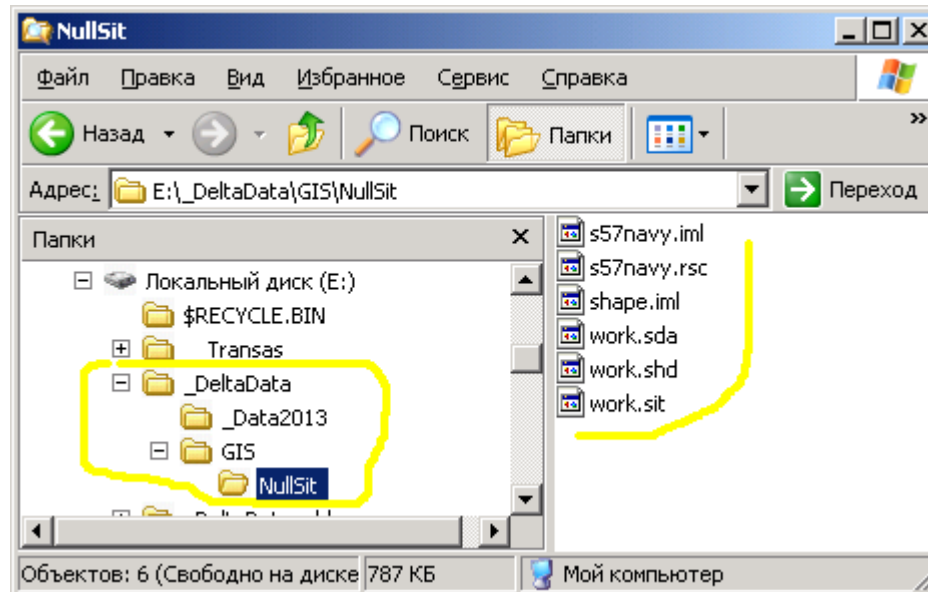 NullSit
Файл Правка Вид Избранное Сервис Справка
Назад Поиск Папки »
Адрес: E:\_DeltaData\GIS\NullSit Переход
Папки
Локальный диск (E:)
$RECYCLE.BIN
Transas
_DeltaData
_Data2013
GIS
NullSit
s57navy.iml
s57navy.rsc
shape.iml
work.sda
work.shd
work.sit
Объектов: 6 (Свободно на диске 787 КБ Мой компьютер